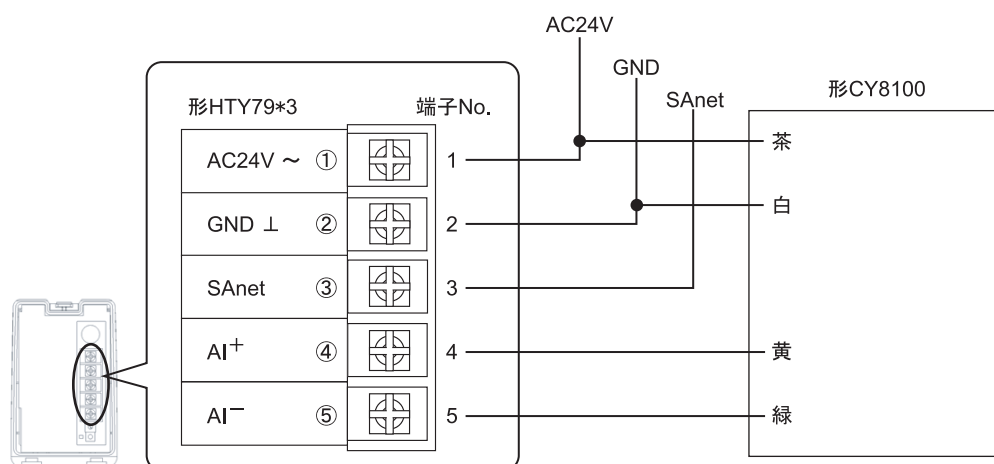 AC24V
GND
SAnet
形CY8100
形HTY79*3 端子No.
茶
AC24V ～ ① 1
白
GND ⊥ ② 2
SAnet ③ 3
AI+ ④ 4
黄
AI− ⑤ 5
緑